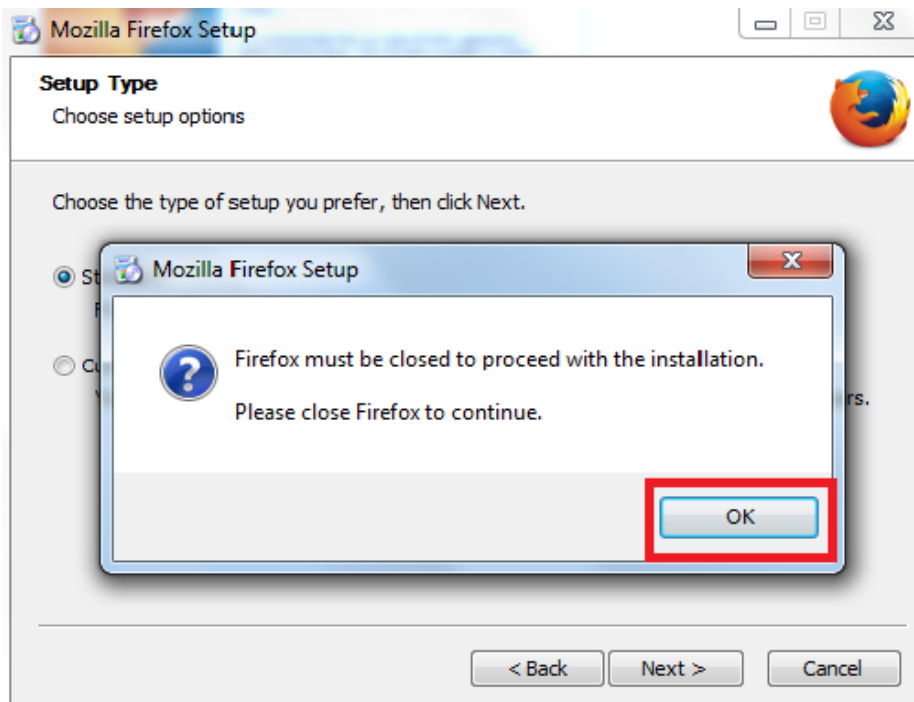 Mozilla Firefox Setup
Setup Type
Choose setup options
Choose the type of setup you prefer, then click Next.
Mozilla Firefox Setup
Firefox must be closed to proceed with the installation.
Please close Firefox to continue.
OK
< Back
Next >
Cancel